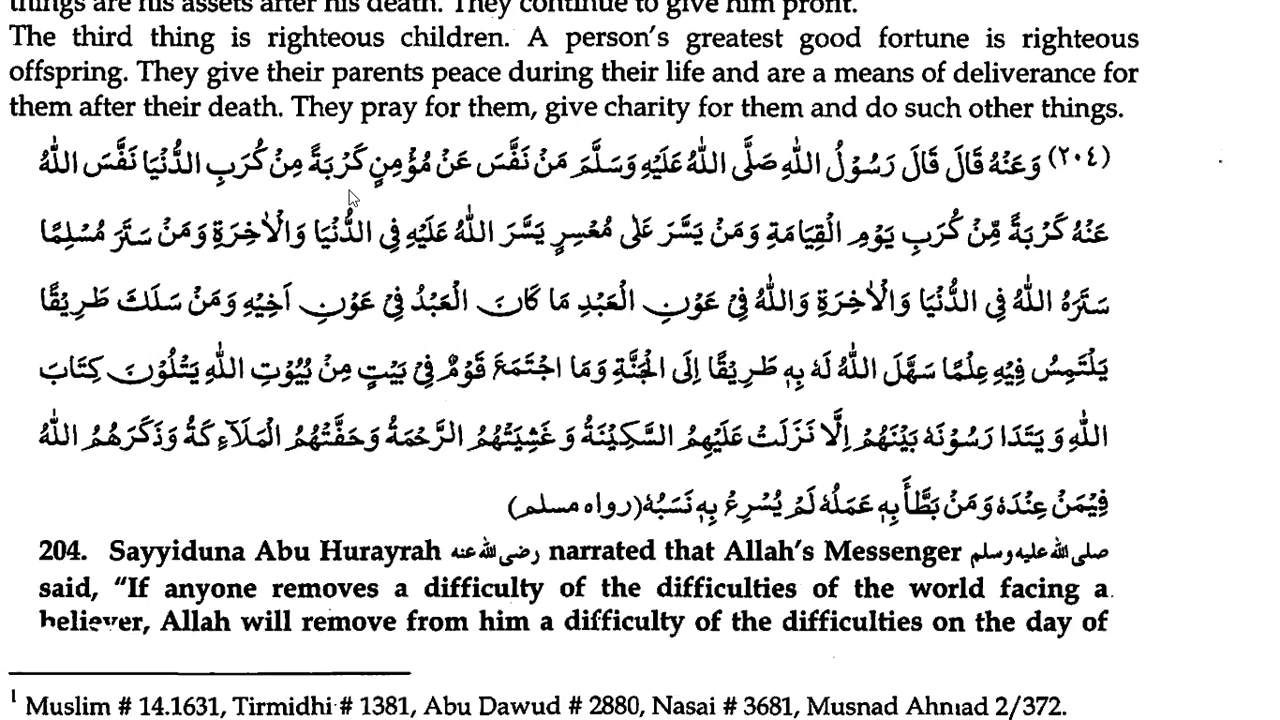 things are his assets after his death. They continue to give him profit.
The third thing is righteous children. A person's greatest good fortune is righteous
offspring. They give their parents peace during their life and are a means of deliverance for
them after their death. They pray for them, give charity for them and do such other things.
(٢٠٤) وَعَنْهُ قَالَ قَالَ رَسُوْلُ اللّٰهِ صَلَّى اللّٰهُ عَلَيْهِ وَسَلَّمَ مَنْ نَفَّسَ عَنْ مُؤْمِنٍ كَرْبَةً مِنْ كُرَبِ الدُّنْيَا نَفَّسَ اللّٰهُ
عَنْهُ كَرْبَةً مِّنْ كُرَبِ يَوْمِ الْقِيَامَةِ وَمَنْ يَسَّرَ عَلٰى مُعْسِرٍ يَسَّرَ اللّٰهُ عَلَيْهِ فِى الدُّنْيَا وَالْاٰخِرَةِ وَمَنْ سَتَرَ مُسْلِمًا
سَتَرَهُ اللّٰهُ فِى الدُّنْيَا وَالْاٰخِرَةِ وَاللّٰهُ فِىْ عَوْنِ الْعَبْدِ مَا كَانَ الْعَبْدُ فِىْ عَوْنِ اَخِيْهِ وَمَنْ سَلَكَ طَرِيْقًا
يَلْتَمِسُ فِيْهِ عِلْمًا سَهَّلَ اللّٰهُ لَهٗ بِهٖ طَرِيْقًا اِلَى الْجَنَّةِ وَمَا اجْتَمَعَ قَوْمٌ فِىْ بَيْتٍ مِنْ بُيُوْتِ اللّٰهِ يَتْلُوْنَ كِتَابَ
اللّٰهِ وَيَتَدَا رَسُوْنَهٗ بَيْنَهُمْ اِلَّا نَزَلَتْ عَلَيْهِمُ السَّكِيْنَةُ وَغَشِيَتْهُمُ الرَّحْمَةُ وَحَفَّتْهُمُ الْمَلَآءِكَةُ وَذَكَرَهُمُ اللّٰهُ
فِيْمَنْ عِنْدَهٗ وَمَنْ بَطَّأَ بِهٖ عَمَلُهٗ لَمْ يُسْرِعْ بِهٖ نَسَبُهٗ (رواه مسلم)
204. Sayyiduna Abu Hurayrah رضى الله عنه narrated that Allah's Messenger صلى الله عليه وسلم
said, "If anyone removes a difficulty of the difficulties of the world facing a
believer, Allah will remove from him a difficulty of the difficulties on the day of
1 Muslim # 14.1631, Tirmidhi # 1381, Abu Dawud # 2880, Nasai # 3681, Musnad Ahmad 2/372.